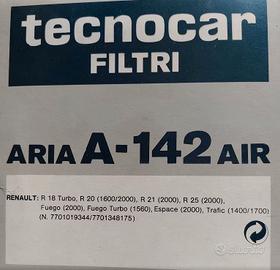 tecnocar
FILTRI
ARIA A-142 AIR
RENAULT: R 18 Turbo, R 20 (1600/2000), R 21 (2000), R 25 (2000),
Fuego (2000), Fuego Turbo (1560), Espace (2000), Trafic (1400/1700)
(N. 7701019344/7701348175)
subito